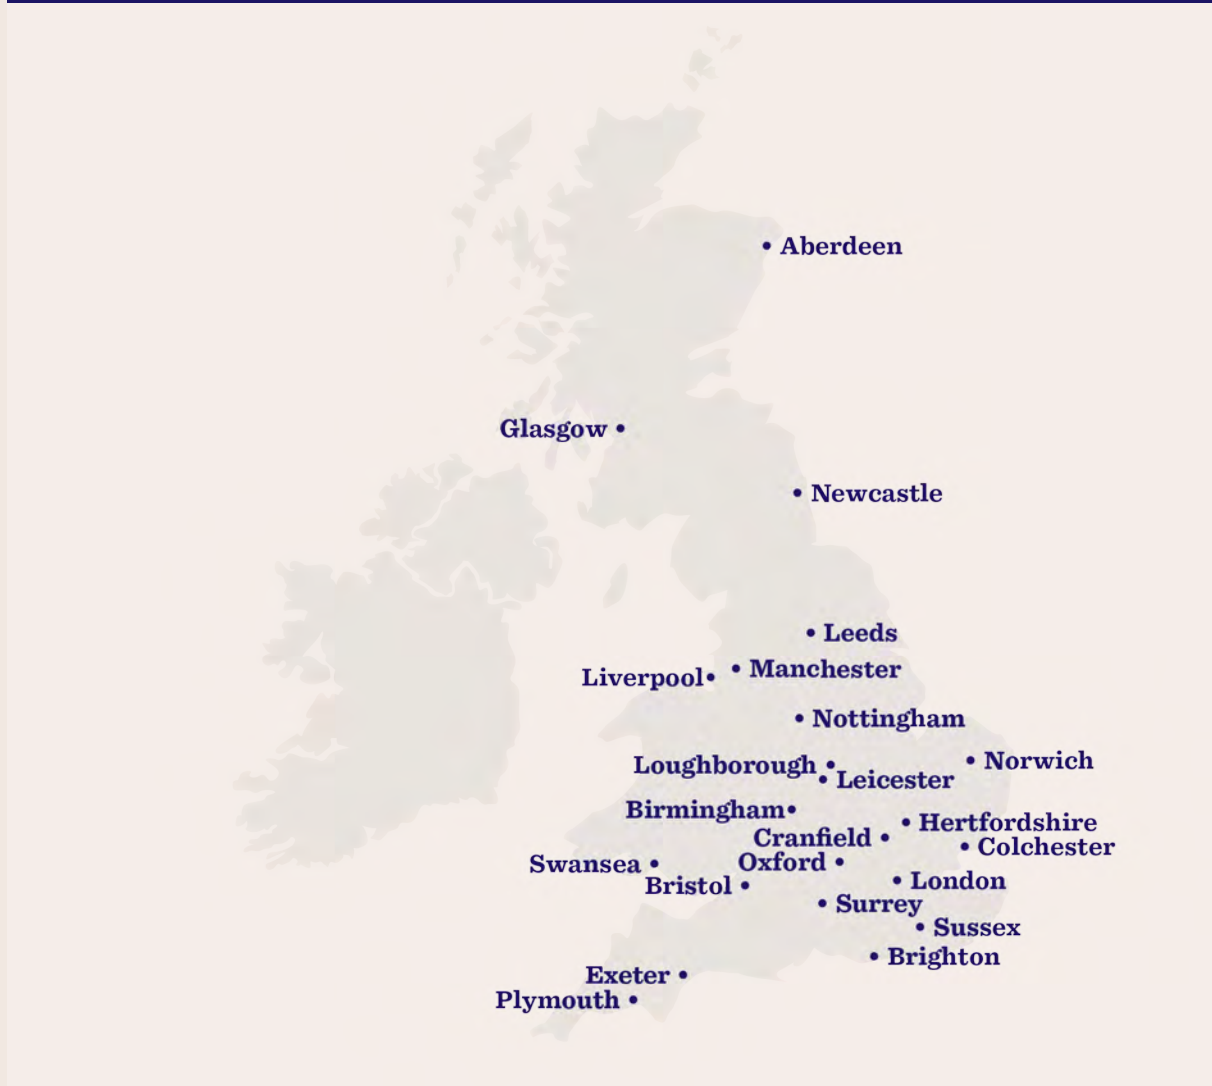 Aberdeen
Glasgow
Newcastle
Leeds
Manchester
Liverpool
Nottingham
Norwich
Loughborough
Leicester
Birmingham
Hertfordshire
Cranfield
Colchester
Oxford
Swansea
London
Bristol
Surrey
Sussex
Brighton
Exeter
Plymouth